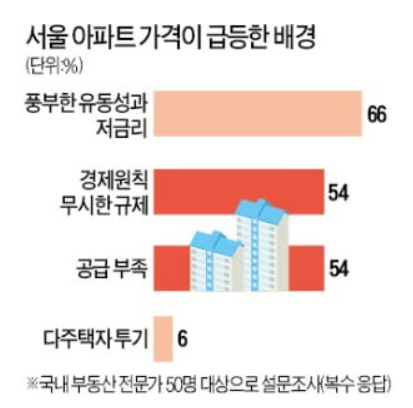 서울 아파트 가격이 급등한 배경
(단위:%)
풍부한 유동성과
저금리
66
경제원칙
무시한 규제
54
공급 부족
54
다주택자 투기
6
※국내 부동산 전문가 50명 대상으로 설문조사(복수 응답)